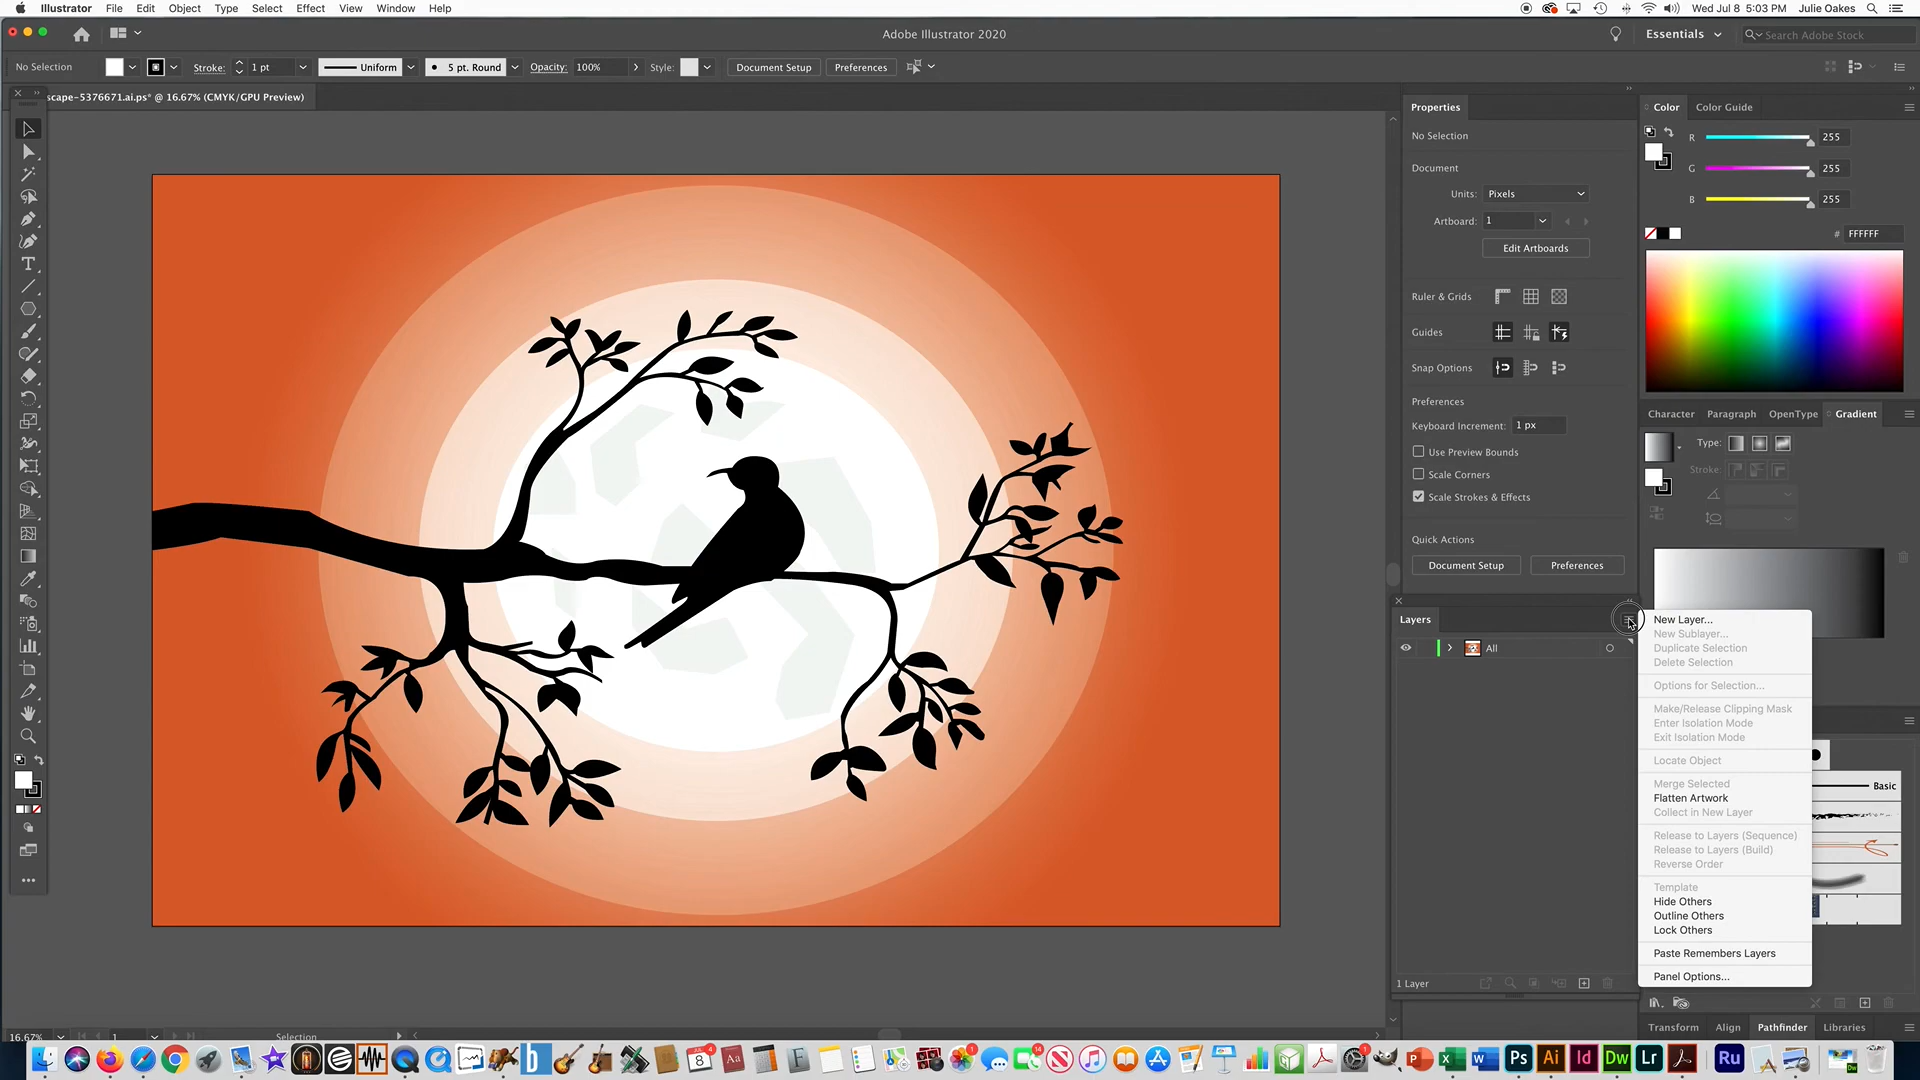 Illustrator File Edit Object Type Select Effect View Window Help
Wed Jul 8 5:03 PM Julie Oakes
Adobe Illustrator 2020
Essentials
Search Adobe Stock
No Selection
Stroke: 1 pt
Uniform
5 pt. Round
Opacity: 100%
Style:
Document Setup
Preferences
scape-5376671.ai.ps* @ 16.67% (CMYK/GPU Preview)
Properties
No Selection
Document
Units: Pixels
Artboard: 1
Edit Artboards
Ruler & Grids
Guides
Snap Options
Preferences
Keyboard Increment: 1 px
Use Preview Bounds
Scale Corners
Scale Strokes & Effects
Quick Actions
Document Setup
Preferences
Color
Color Guide
R 255
G 255
B 255
# FFFFFF
Character
Paragraph
OpenType
Gradient
Type:
Stroke:
Layers
All
1 Layer
New Layer...
New Sublayer...
Duplicate Selection
Delete Selection
Options for Selection...
Make/Release Clipping Mask
Enter Isolation Mode
Exit Isolation Mode
Locate Object
Merge Selected
Flatten Artwork
Collect in New Layer
Release to Layers (Sequence)
Release to Layers (Build)
Reverse Order
Template
Hide Others
Outline Others
Lock Others
Paste Remembers Layers
Panel Options...
Basic
Transform
Align
Pathfinder
Libraries
16.67%
1
Selection
Ps
Ai
Id
Dw
Lr
Ru